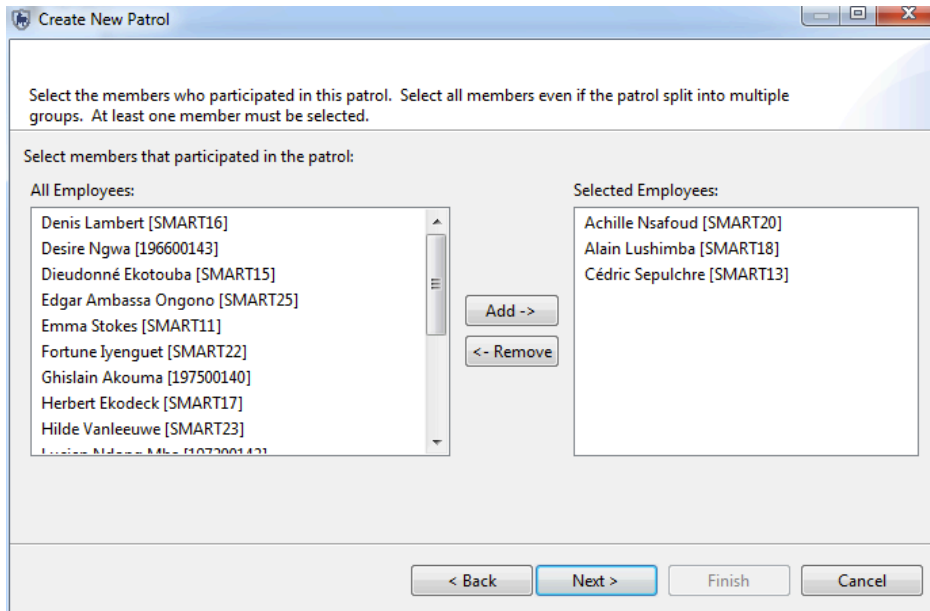 Create New Patrol
Select the members who participated in this patrol. Select all members even if the patrol split into multiple
groups. At least one member must be selected.
Select members that participated in the patrol:
All Employees:
Denis Lambert [SMART16]
Desire Ngwa [196600143]
Dieudonné Ekotouba [SMART15]
Edgar Ambassa Ongono [SMART25]
Emma Stokes [SMART11]
Fortune Iyenguet [SMART22]
Ghislain Akouma [197500140]
Herbert Ekodeck [SMART17]
Hilde Vanleeuwe [SMART23]
Add ->
<- Remove
Selected Employees:
Achille Nsafoud [SMART20]
Alain Lushimba [SMART18]
Cédric Sepulchre [SMART13]
< Back
Next >
Finish
Cancel